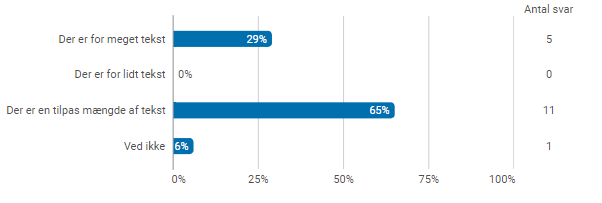 Antal svar
Der er for meget tekst 29% 5
Der er for lidt tekst 0% 0
Der er en tilpas mængde af tekst 65% 11
Ved ikke 6% 1
0% 25% 50% 75% 100%